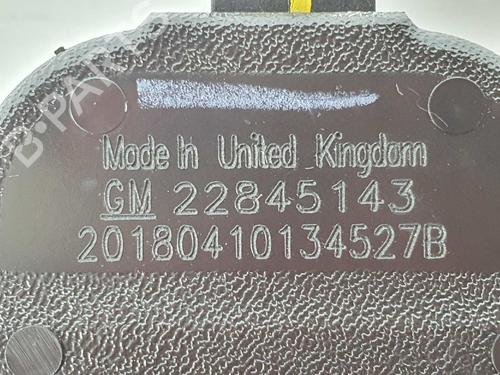 B-PARTS
Made In United Kingdom
GM 22845143
20180410134527B